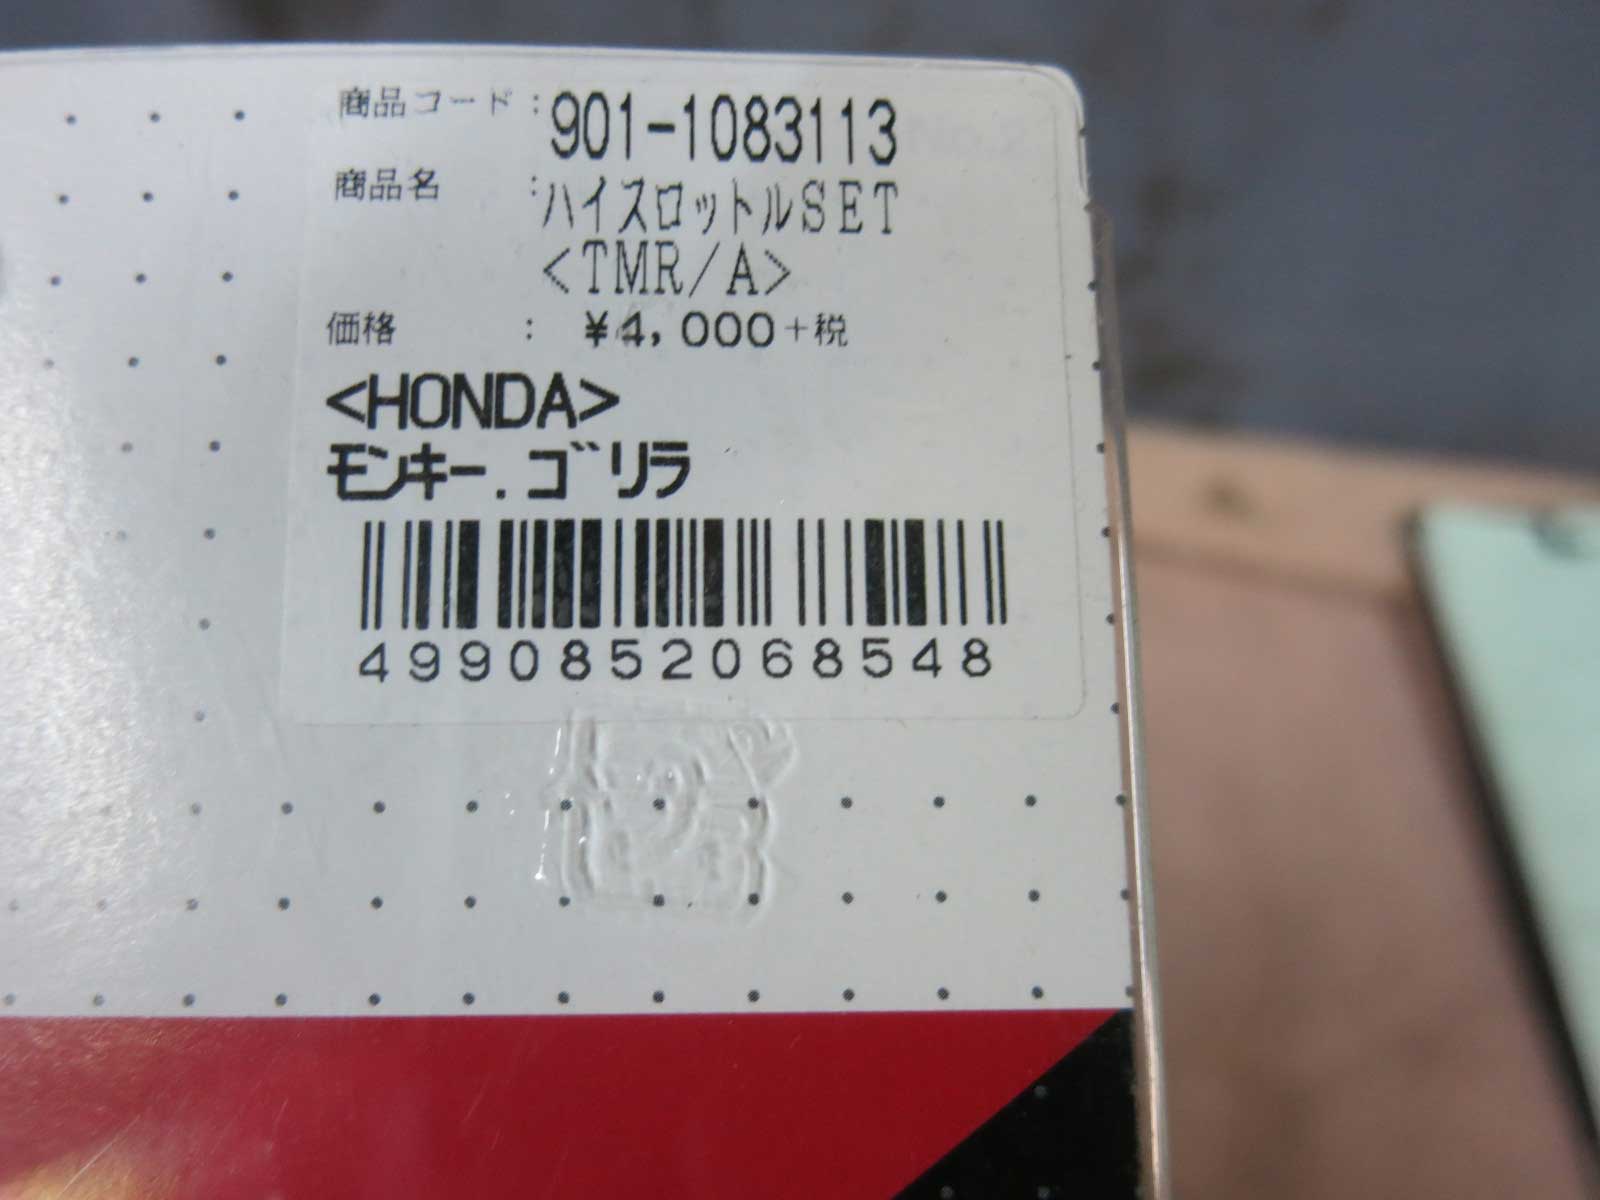 商品コード : 901-1083113
商品名 : ハイスロットルSET
<TMR/A>
価格 : ¥4,000+税
<HONDA>
モンキー.ゴリラ
4990852068548